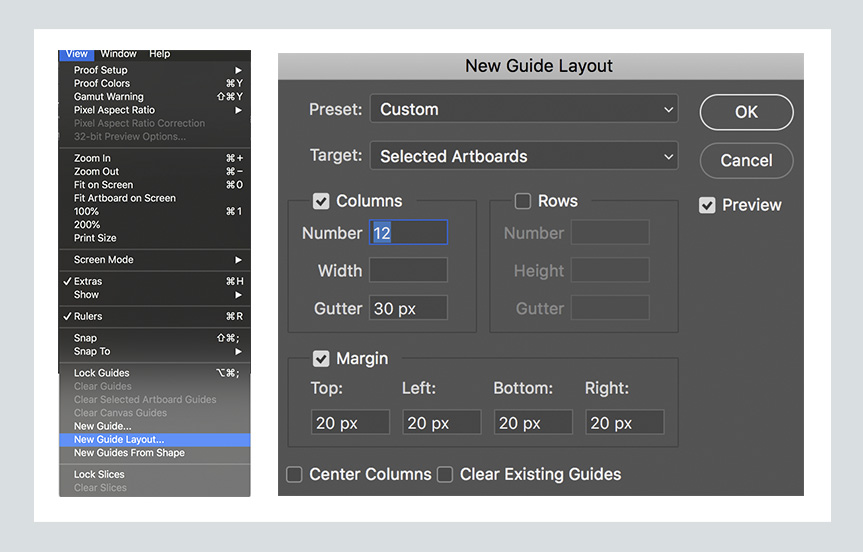 View Window Help
Proof Setup ▶
Proof Colors ⌘Y
Gamut Warning ⇧⌘Y
Pixel Aspect Ratio ▶
Pixel Aspect Ratio Correction
32-bit Preview Options...
Zoom In ⌘+
Zoom Out ⌘−
Fit on Screen ⌘0
Fit Artboard on Screen
100% ⌘1
200%
Print Size
Screen Mode ▶
✓ Extras ⌘H
Show ▶
✓ Rulers ⌘R
Snap ⇧⌘;
Snap To ▶
Lock Guides ⌥⌘;
Clear Guides
Clear Selected Artboard Guides
Clear Canvas Guides
New Guide...
New Guide Layout...
New Guides From Shape
Lock Slices
Clear Slices
New Guide Layout
Preset: Custom
OK
Target: Selected Artboards
Cancel
Preview
Columns
Number 12
Width
Gutter 30 px
Rows
Number
Height
Gutter
Margin
Top: Left: Bottom: Right:
20 px 20 px 20 px 20 px
Center Columns Clear Existing Guides